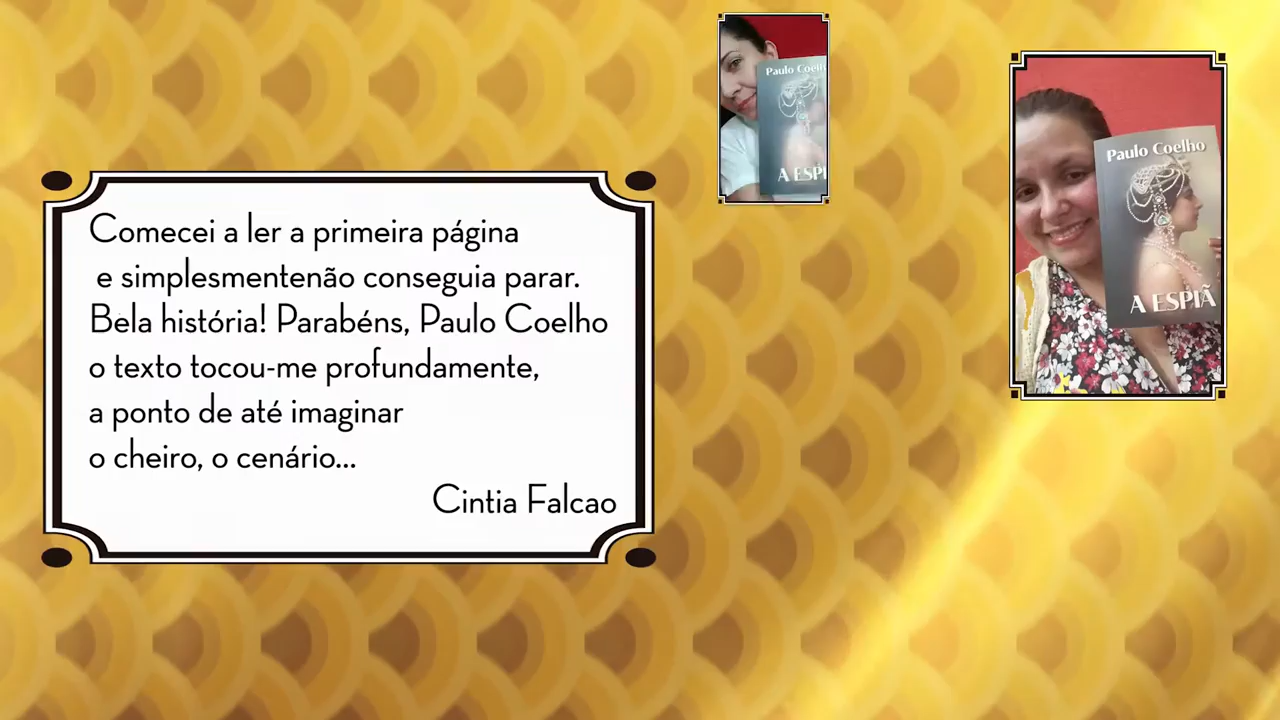 Comecei a ler a primeira página
e simplesmentenão conseguia parar.
Bela história! Parabéns, Paulo Coelho
o texto tocou-me profundamente,
a ponto de até imaginar
o cheiro, o cenário...
Cintia Falcao
Paulo Coelh
A ESPI
Paulo Coelho
A ESPIÃ